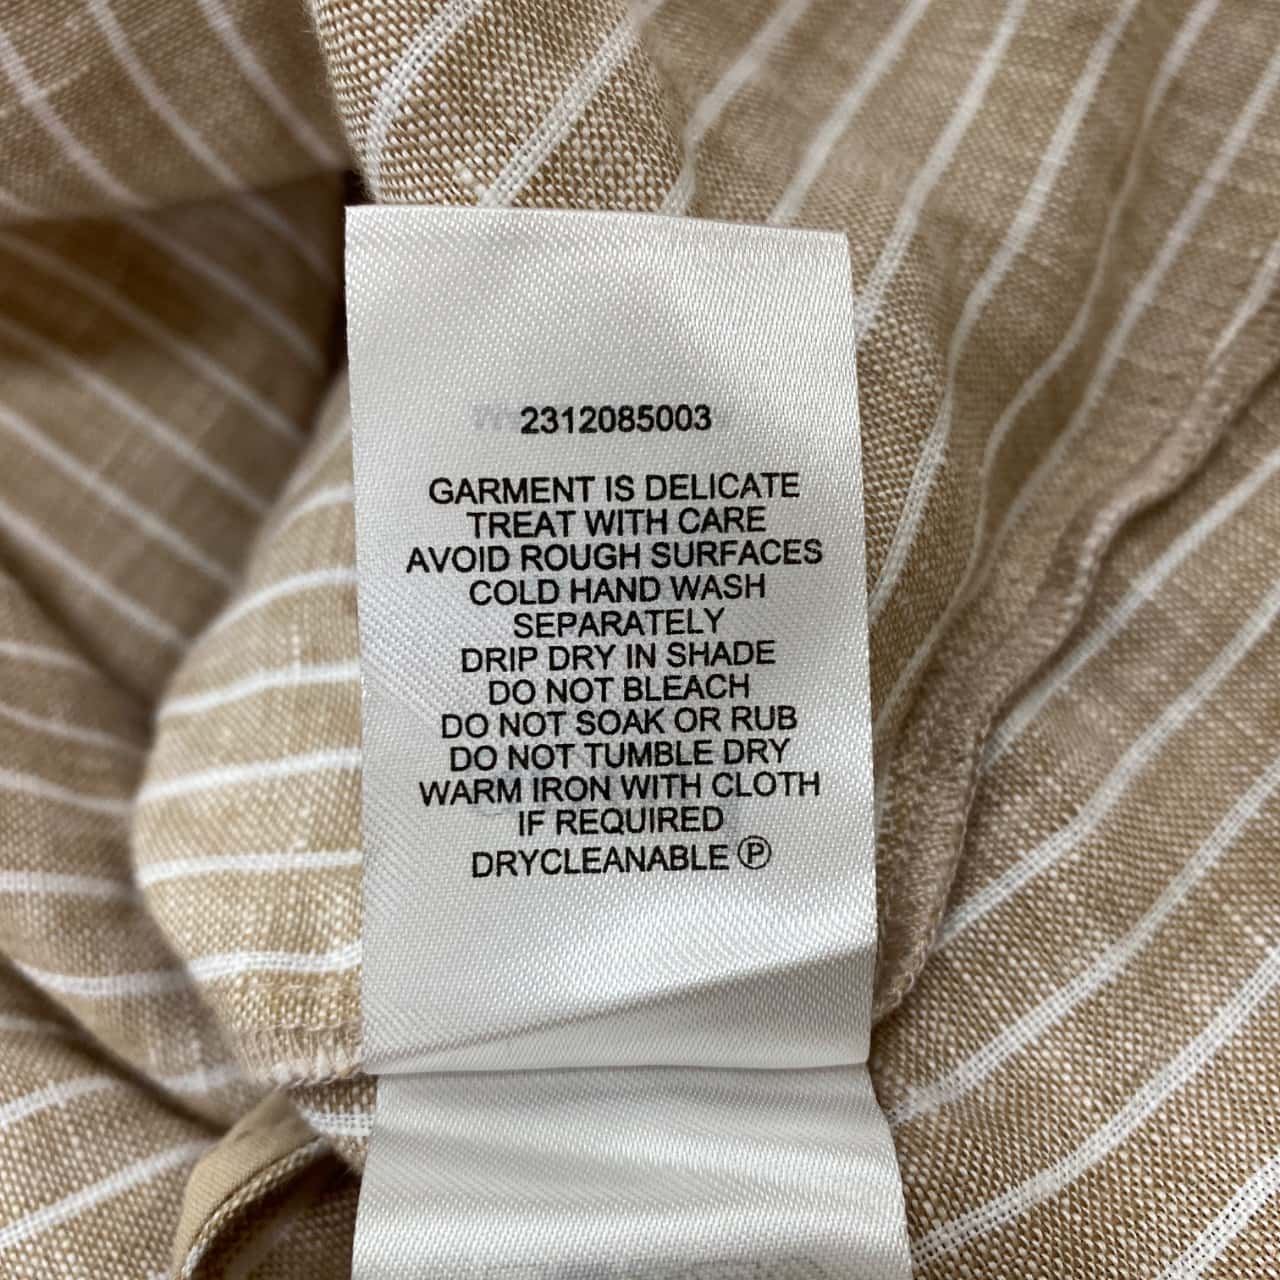 2312085003
GARMENT IS DELICATE
TREAT WITH CARE
AVOID ROUGH SURFACES
COLD HAND WASH
SEPARATELY
DRIP DRY IN SHADE
DO NOT BLEACH
DO NOT SOAK OR RUB
DO NOT TUMBLE DRY
WARM IRON WITH CLOTH
IF REQUIRED
DRYCLEANABLE Ⓟ